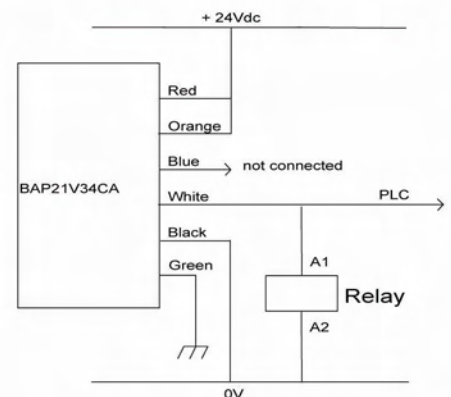 + 24Vdc
Red
Orange
Blue
not connected
BAP21V34CA
White
PLC
Black
Green
A1
Relay
A2
0V